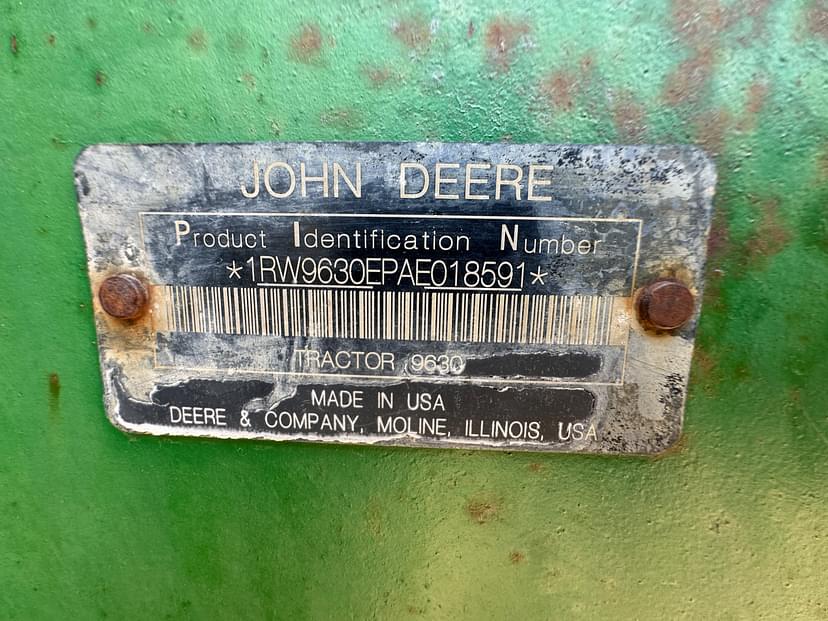 JOHN DEERE
Product Identification Number
*1RW9630EPAE018591*
TRACTOR 9630
MADE IN USA
DEERE & COMPANY, MOLINE, ILLINOIS, USA